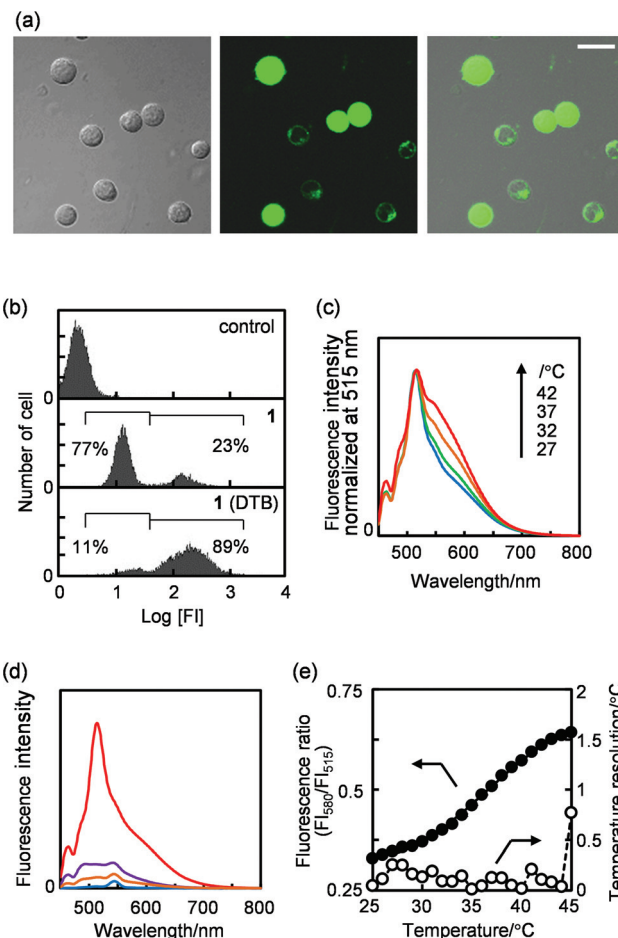 (a)
(b)
control
0
1
77%
23%
0
1 (DTB)
11%
89%
0
0 1 2 3 4
Log [FI]
Number of cell
(c)
Fluorescence intensity
normalized at 515 nm
/°C
42
37
32
27
0
500 600 700 800
Wavelength/nm
(d)
Fluorescence intensity
0
500 600 700 800
Wavelength/nm
(e)
Fluorescence ratio
(FI580/FI515)
0.75
0.5
0.25
2
1.5
1
0.5
0
Temperature resolution/°C
25 30 35 40 45
Temperature/°C